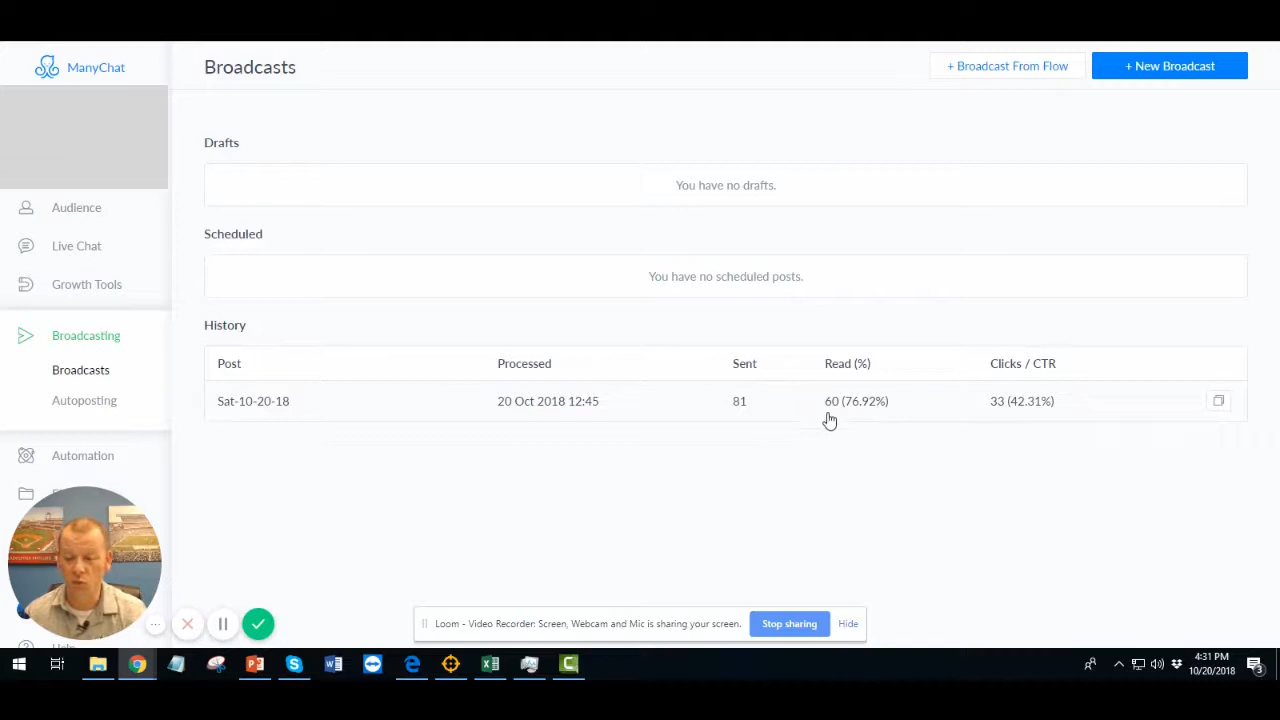 ManyChat
Broadcasts
+ Broadcast From Flow
+ New Broadcast
Drafts
You have no drafts.
Audience
Scheduled
Live Chat
You have no scheduled posts.
Growth Tools
History
Broadcasting
Post Processed Sent Read (%) Clicks / CTR
Broadcasts
Sat-10-20-18 20 Oct 2018 12:45 81 60 (76.92%) 33 (42.31%)
Autoposting
Automation
Loom - Video Recorder: Screen, Webcam and Mic is sharing your screen.
Stop sharing
Hide
Help
4:31 PM
10/20/2018
3